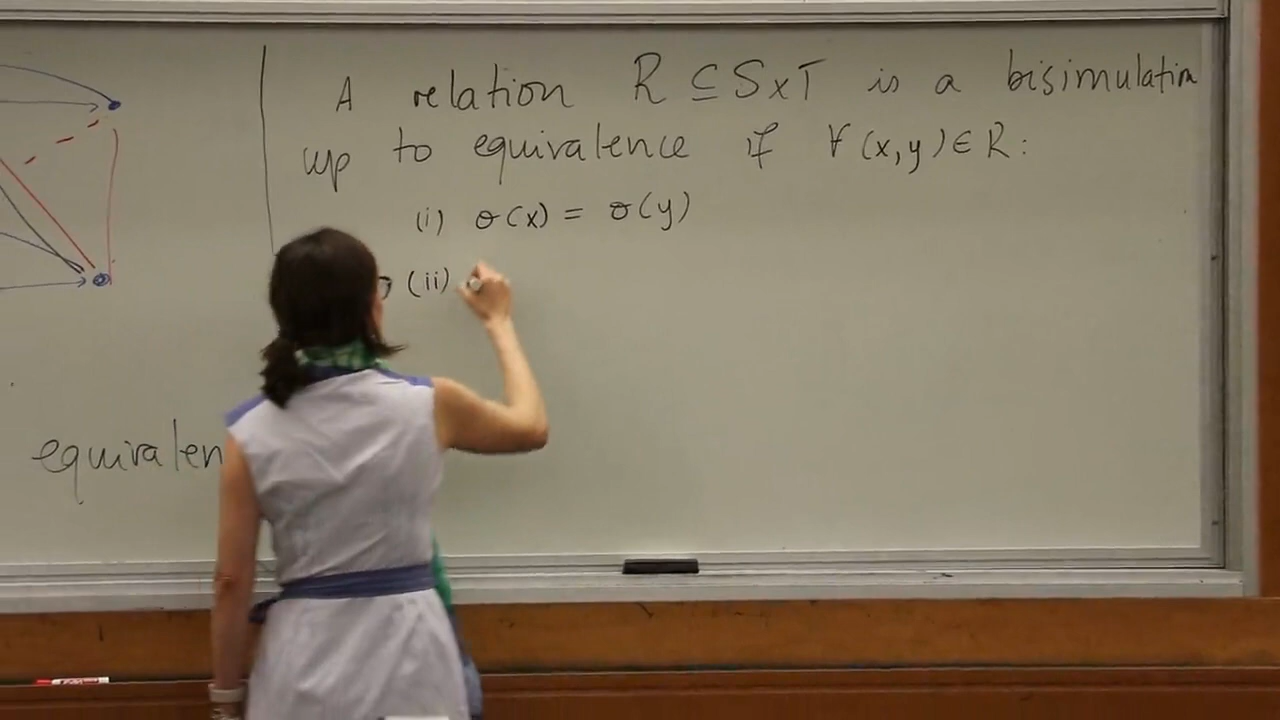 A relation R ⊆ S x T is a bisimulation
up to equivalence if ∀ (x,y) ∈ R:
(i) σ(x) = σ(y)
(ii)
equivalen